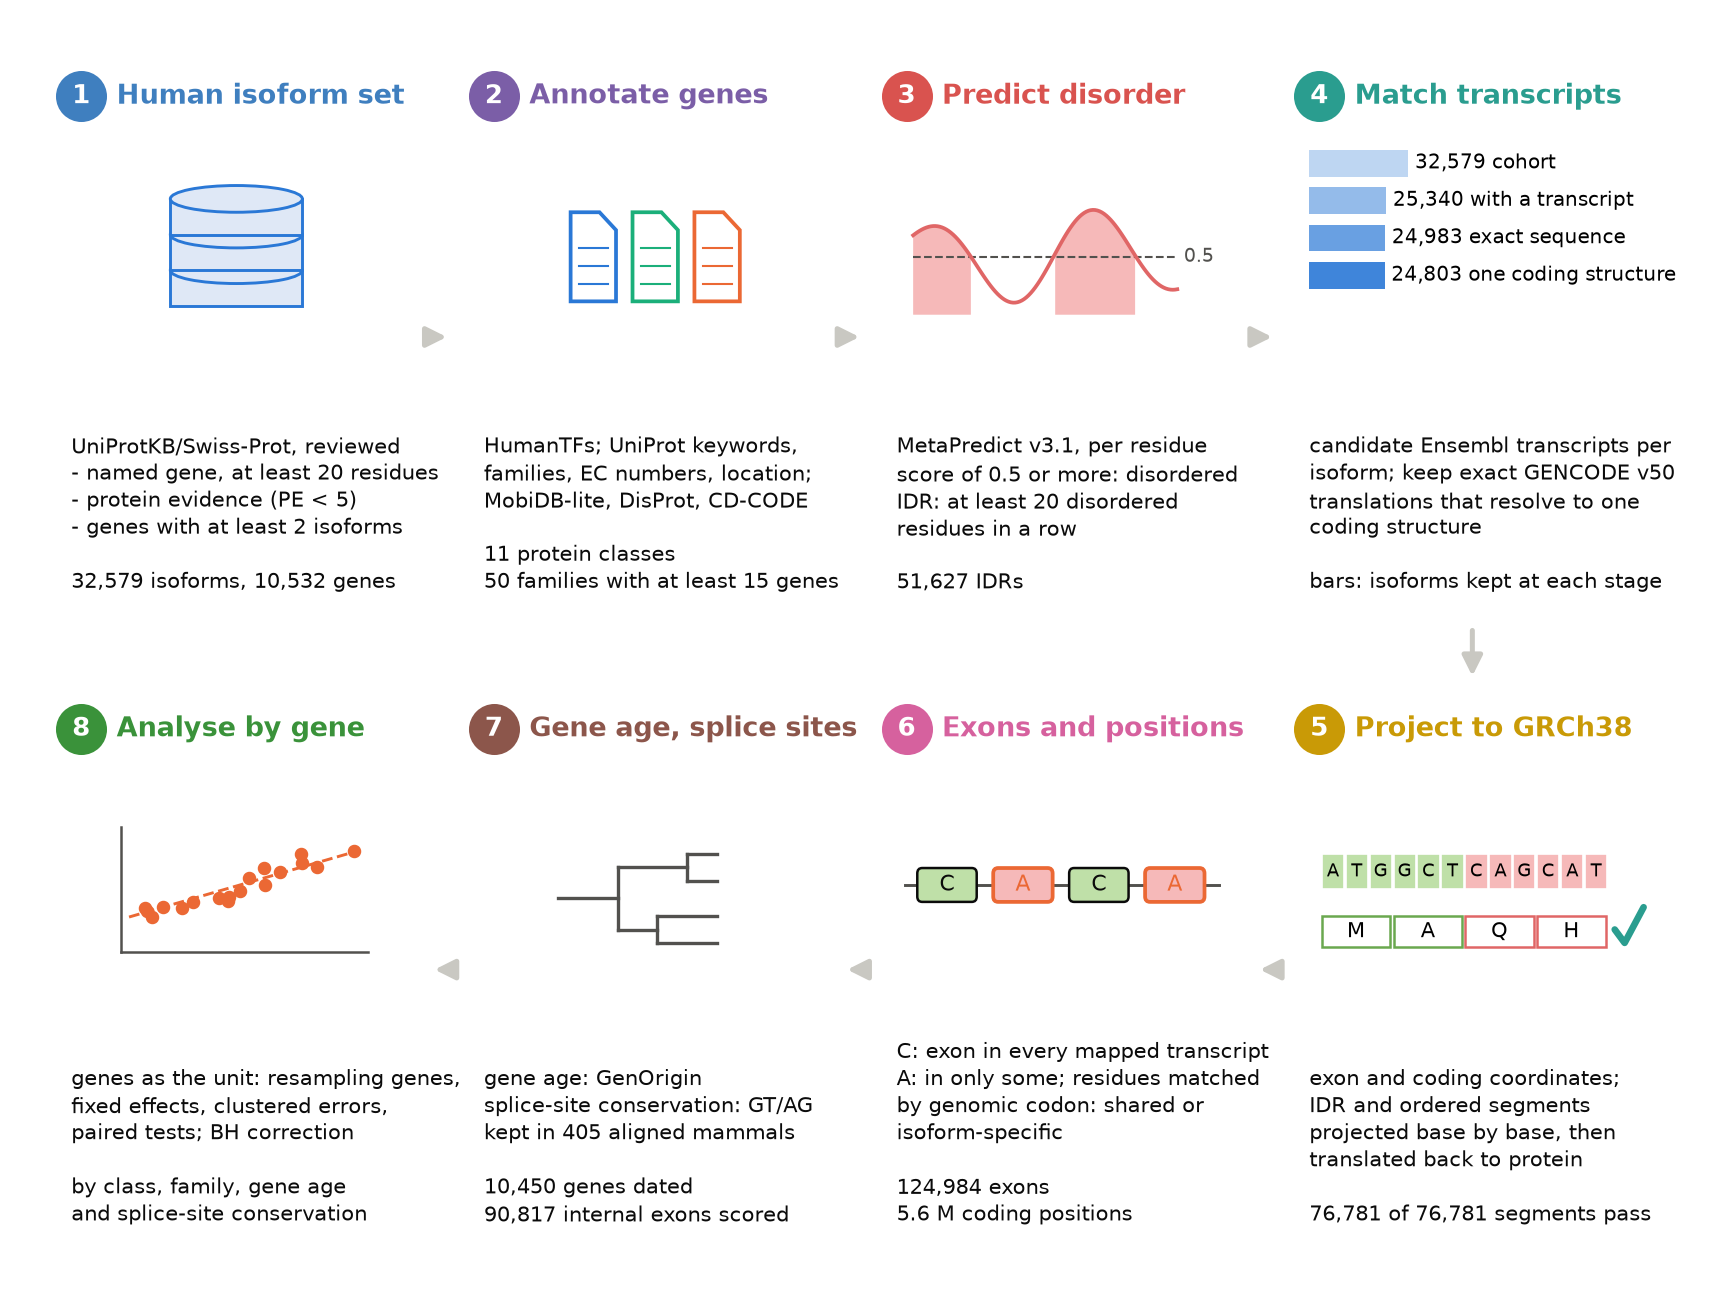 1 Human isoform set
UniProtKB/Swiss-Prot, reviewed
- named gene, at least 20 residues
- protein evidence (PE < 5)
- genes with at least 2 isoforms
32,579 isoforms, 10,532 genes
2 Annotate genes
HumanTFs; UniProt keywords,
families, EC numbers, location;
MobiDB-lite, DisProt, CD-CODE
11 protein classes
50 families with at least 15 genes
3 Predict disorder
0.5
MetaPredict v3.1, per residue
score of 0.5 or more: disordered
IDR: at least 20 disordered
residues in a row
51,627 IDRs
4 Match transcripts
32,579 cohort
25,340 with a transcript
24,983 exact sequence
24,803 one coding structure
candidate Ensembl transcripts per
isoform; keep exact GENCODE v50
translations that resolve to one
coding structure
bars: isoforms kept at each stage
5 Project to GRCh38
A T G G C T C A G C A T
M A Q H
exon and coding coordinates;
IDR and ordered segments
projected base by base, then
translated back to protein
76,781 of 76,781 segments pass
6 Exons and positions
C A C A
C: exon in every mapped transcript
A: in only some; residues matched
by genomic codon: shared or
isoform-specific
124,984 exons
5.6 M coding positions
7 Gene age, splice sites
gene age: GenOrigin
splice-site conservation: GT/AG
kept in 405 aligned mammals
10,450 genes dated
90,817 internal exons scored
8 Analyse by gene
genes as the unit: resampling genes,
fixed effects, clustered errors,
paired tests; BH correction
by class, family, gene age
and splice-site conservation